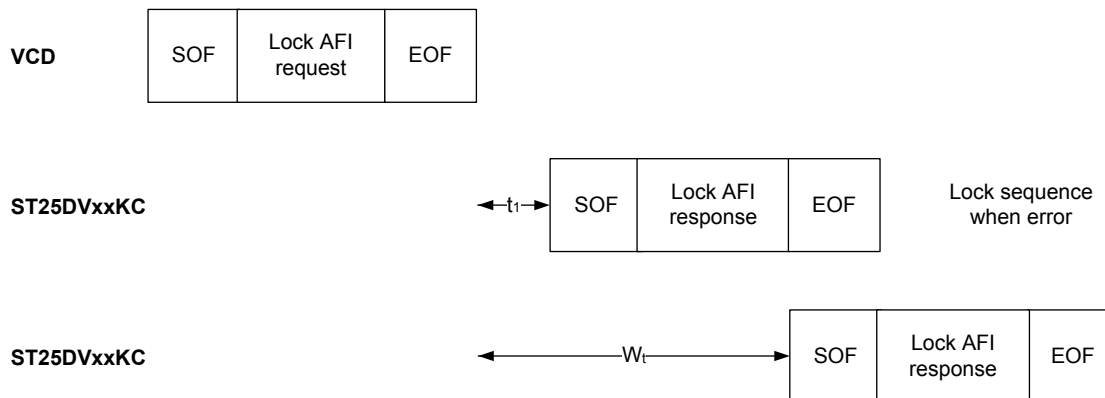 VCD
SOF
Lock AFI
request
EOF
ST25DVxxKC
t1
SOF
Lock AFI
response
EOF
Lock sequence
when error
ST25DVxxKC
Wt
SOF
Lock AFI
response
EOF